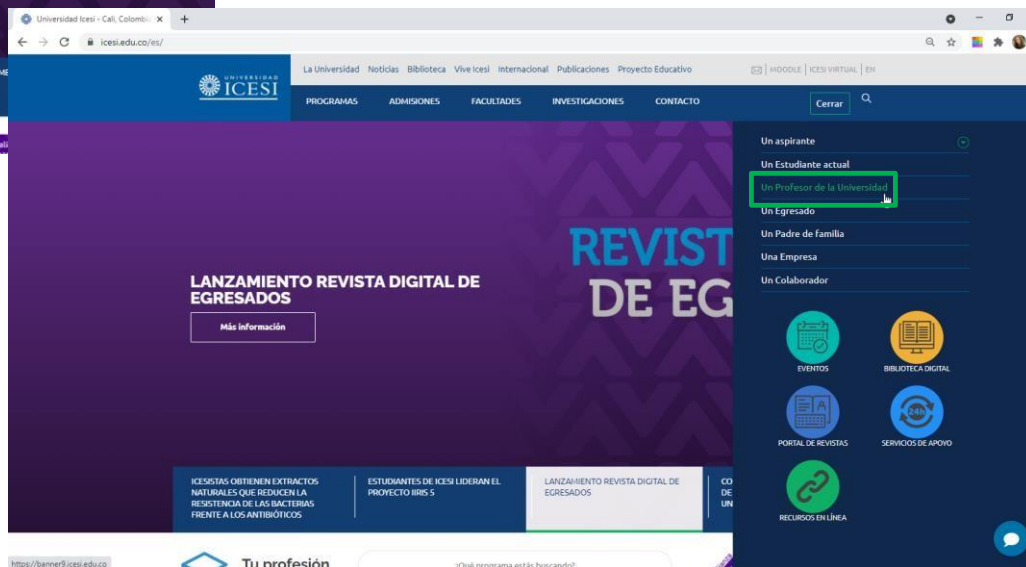 Universidad Icesi - Cali, Colombi
icesi.edu.co/es/
La Universidad Noticias Biblioteca Vive Icesi Internacional Publicaciones Proyecto Educativo
MOODLE | ICESI VIRTUAL | EN
UNIVERSIDAD
ICESI
PROGRAMAS ADMISIONES FACULTADES INVESTIGACIONES CONTACTO
Cerrar
Un aspirante
Un Estudiante actual
Un Profesor de la Universidad
Un Egresado
Un Padre de familia
Una Empresa
Un Colaborador
REVIST
DE EG
LANZAMIENTO REVISTA DIGITAL DE
EGRESADOS
Más información
EVENTOS
BIBLIOTECA DIGITAL
24h
PORTAL DE REVISTAS
SERVICIOS DE APOYO
RECURSOS EN LÍNEA
ICESISTAS OBTIENEN EXTRACTOS
NATURALES QUE REDUCEN LA
RESISTENCIA DE LAS BACTERIAS
FRENTE A LOS ANTIBIÓTICOS
ESTUDIANTES DE ICESI LIDERAN EL
PROYECTO IIRIS 5
LANZAMIENTO REVISTA DIGITAL DE
EGRESADOS
CO
DE
UN
https://banner9.icesi.edu.co
Tu profesión
¿Qué programa estás buscando?